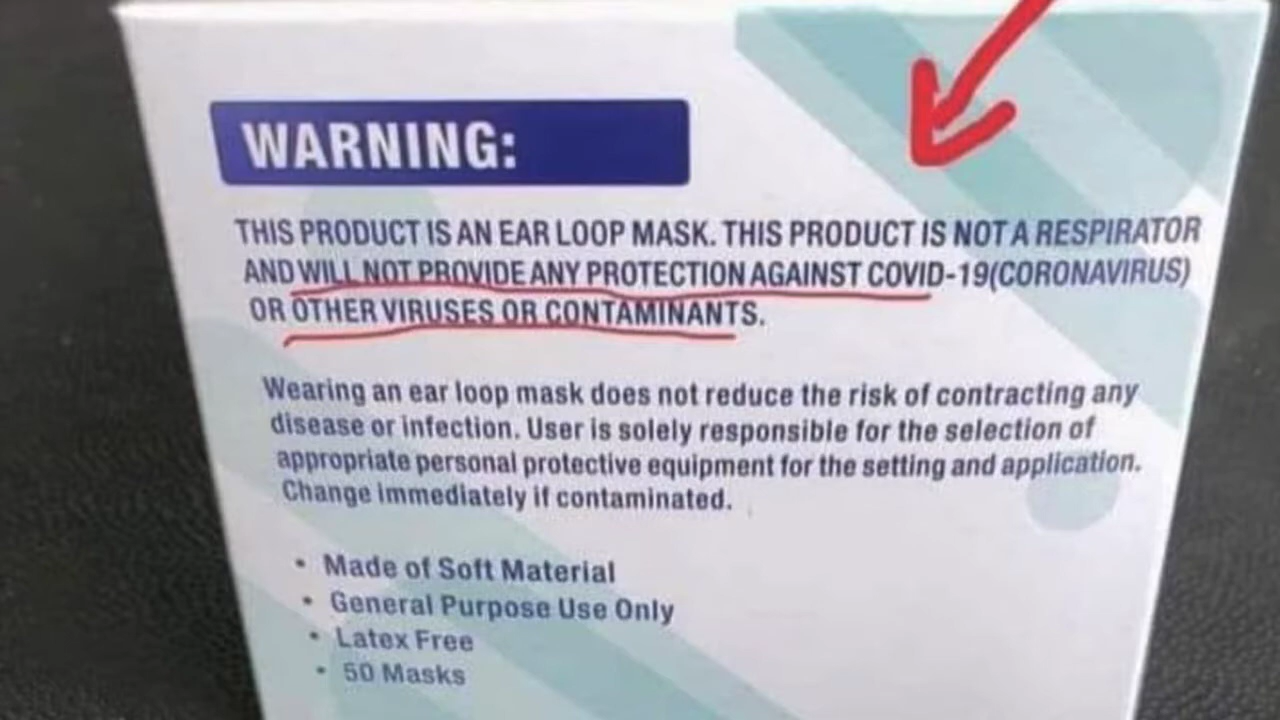 WARNING:
THIS PRODUCT IS AN EAR LOOP MASK. THIS PRODUCT IS NOT A RESPIRATOR
AND WILL NOT PROVIDE ANY PROTECTION AGAINST COVID-19(CORONAVIRUS)
OR OTHER VIRUSES OR CONTAMINANTS.
Wearing an ear loop mask does not reduce the risk of contracting any
disease or infection. User is solely responsible for the selection of
appropriate personal protective equipment for the setting and application.
Change immediately if contaminated.
• Made of Soft Material
• General Purpose Use Only
• Latex Free
• 50 Masks